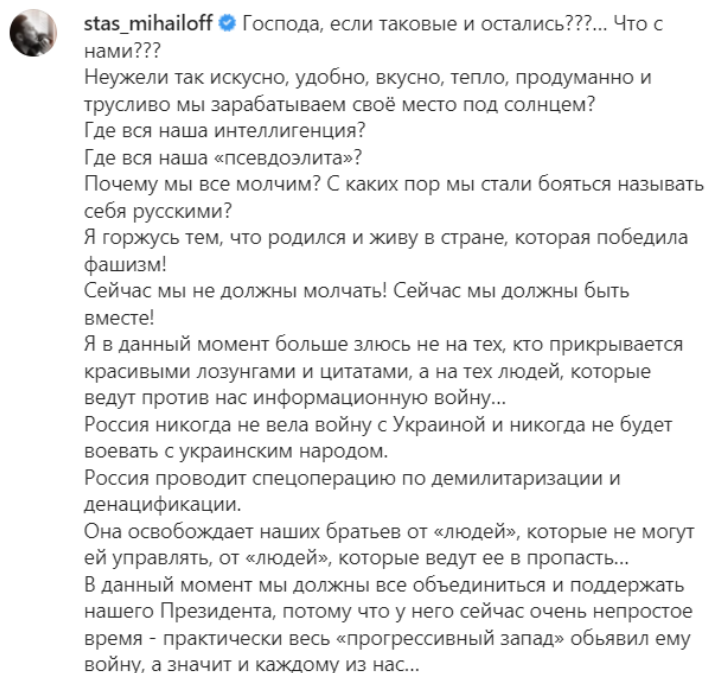 stas_mihailoff Господа, если таковые и остались???... Что с
нами???
Неужели так искусно, удобно, вкусно, тепло, продуманно и
трусливо мы зарабатываем своё место под солнцем?
Где вся наша интеллигенция?
Где вся наша «псевдоэлита»?
Почему мы все молчим? С каких пор мы стали бояться называть
себя русскими?
Я горжусь тем, что родился и живу в стране, которая победила
фашизм!
Сейчас мы не должны молчать! Сейчас мы должны быть
вместе!
Я в данный момент больше злюсь не на тех, кто прикрывается
красивыми лозунгами и цитатами, а на тех людей, которые
ведут против нас информационную войну...
Россия никогда не вела войну с Украиной и никогда не будет
воевать с украинским народом.
Россия проводит спецоперацию по демилитаризации и
денацификации.
Она освобождает наших братьев от «людей», которые не могут
ей управлять, от «людей», которые ведут ее в пропасть...
В данный момент мы должны все объединиться и поддержать
нашего Президента, потому что у него сейчас очень непростое
время - практически весь «прогрессивный запад» обьявил ему
войну, а значит и каждому из нас...